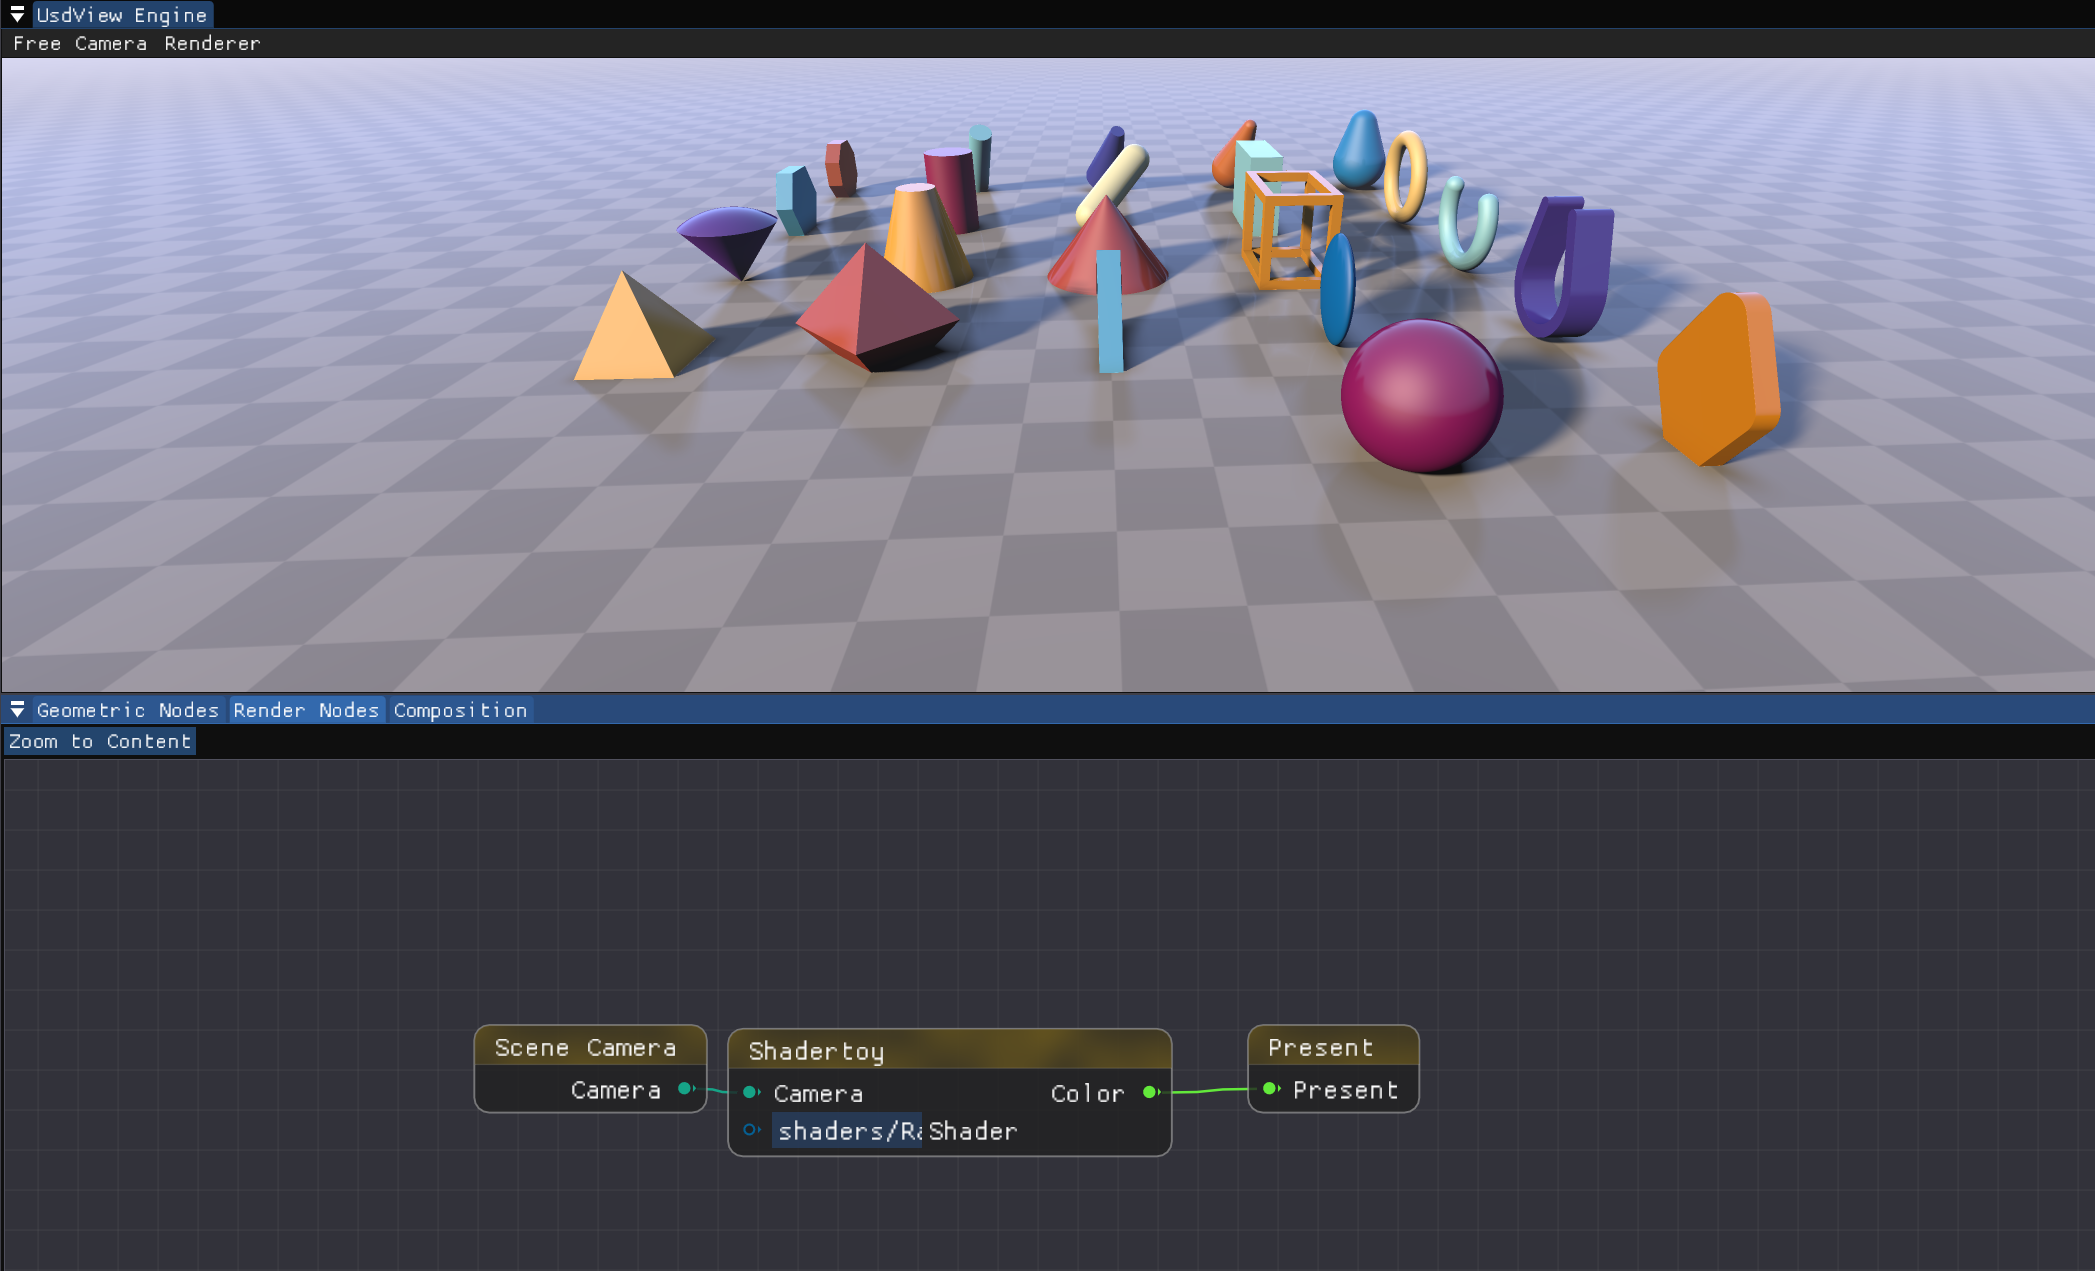 UsdView Engine
Free Camera Renderer
Geometric Nodes Render Nodes Composition
Zoom to Content
Scene Camera
Camera
Shadertoy
Camera Color
shaders/Ra Shader
Present
Present